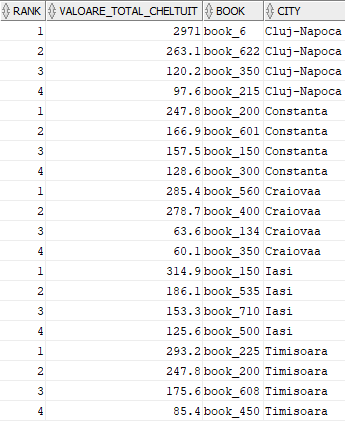 RANK VALOARE_TOTAL_CHELTUIT BOOK CITY
1 2971 book_6 Cluj-Napoca
2 263.1 book_622 Cluj-Napoca
3 120.2 book_350 Cluj-Napoca
4 97.6 book_215 Cluj-Napoca
1 247.8 book_200 Constanta
2 166.9 book_601 Constanta
3 157.5 book_150 Constanta
4 128.6 book_300 Constanta
1 285.4 book_560 Craiovaa
2 278.7 book_400 Craiovaa
3 63.6 book_134 Craiovaa
4 60.1 book_350 Craiovaa
1 314.9 book_150 Iasi
2 186.1 book_535 Iasi
3 153.3 book_710 Iasi
4 125.6 book_500 Iasi
1 293.2 book_225 Timisoara
2 247.8 book_200 Timisoara
3 175.6 book_608 Timisoara
4 85.4 book_450 Timisoara